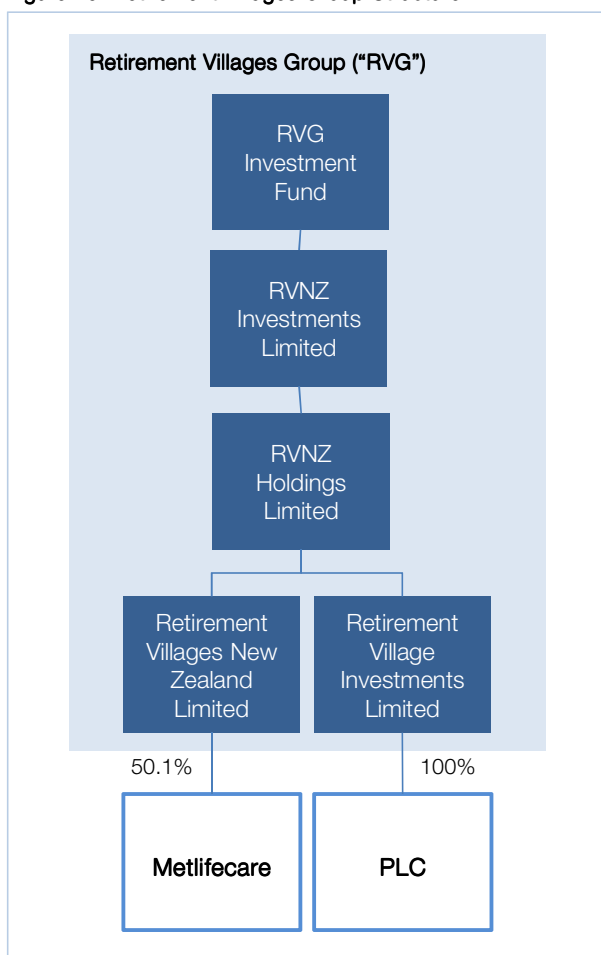 Retirement Villages Group (“RVG”)
RVG
Investment
Fund
RVNZ
Investments
Limited
RVNZ
Holdings
Limited
Retirement
Villages New
Zealand
Limited
Retirement
Village
Investments
Limited
50.1%
100%
Metlifecare
PLC